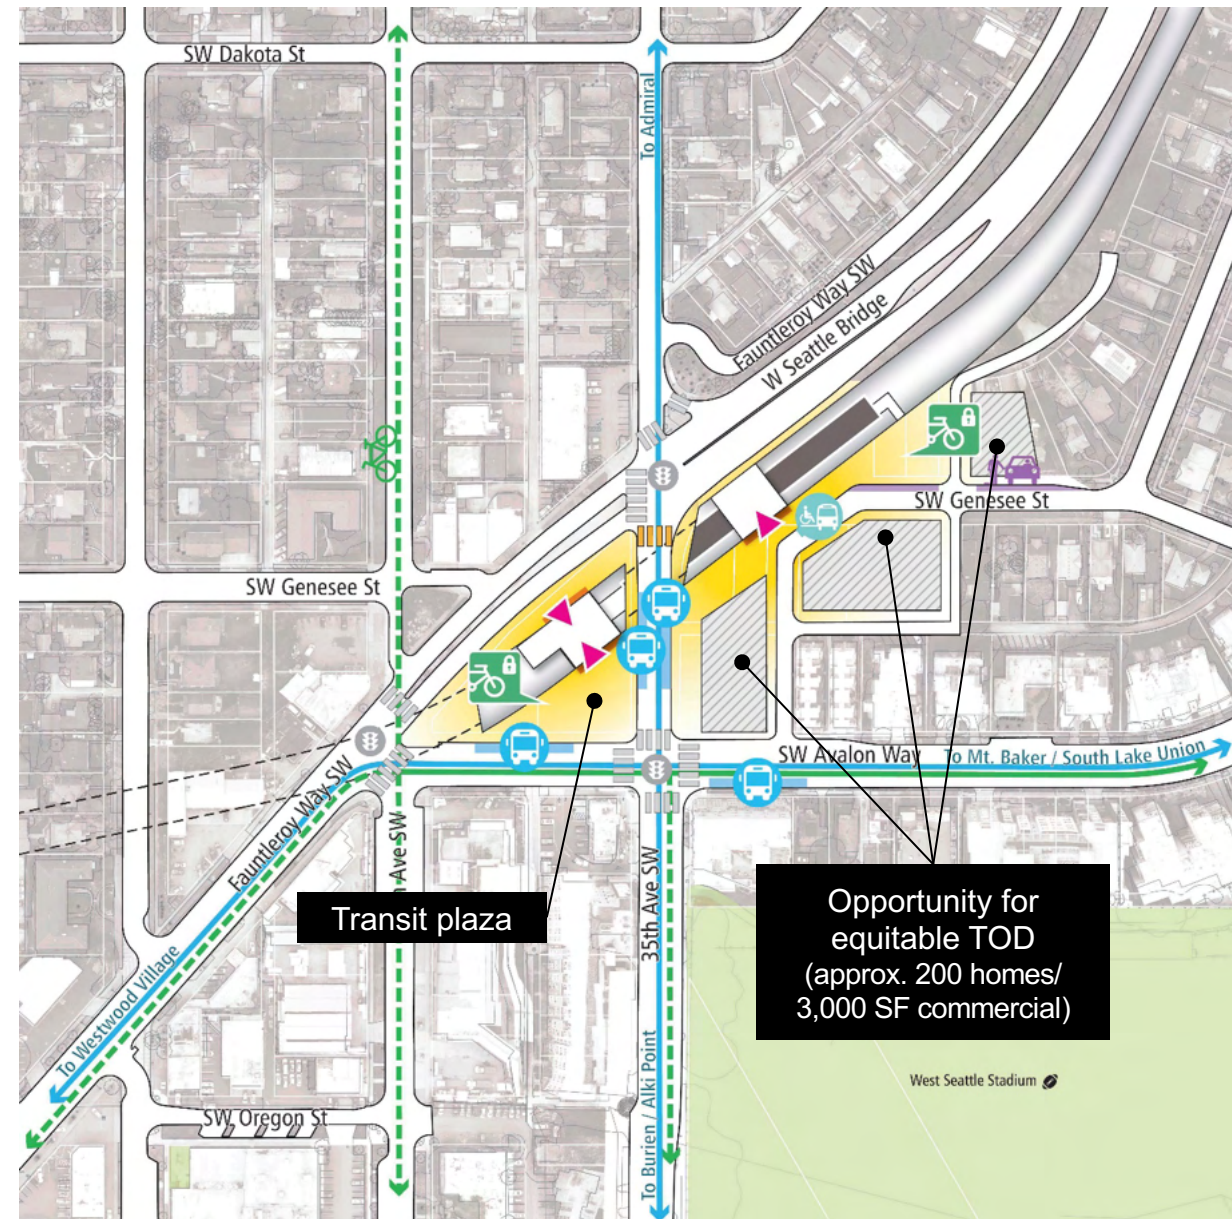 SW Dakota St
To Admiral
Fauntleroy Way SW
W Seattle Bridge
SW Genesee St
SW Genesee St
SW Avalon Way
To Mt. Baker / South Lake Union
Fauntleroy Way SW
Ave SW
35th Ave SW
Transit plaza
Opportunity for
equitable TOD
(approx. 200 homes/
3,000 SF commercial)
To Westwood Village
To Burien / Alki Point
West Seattle Stadium
SW Oregon St